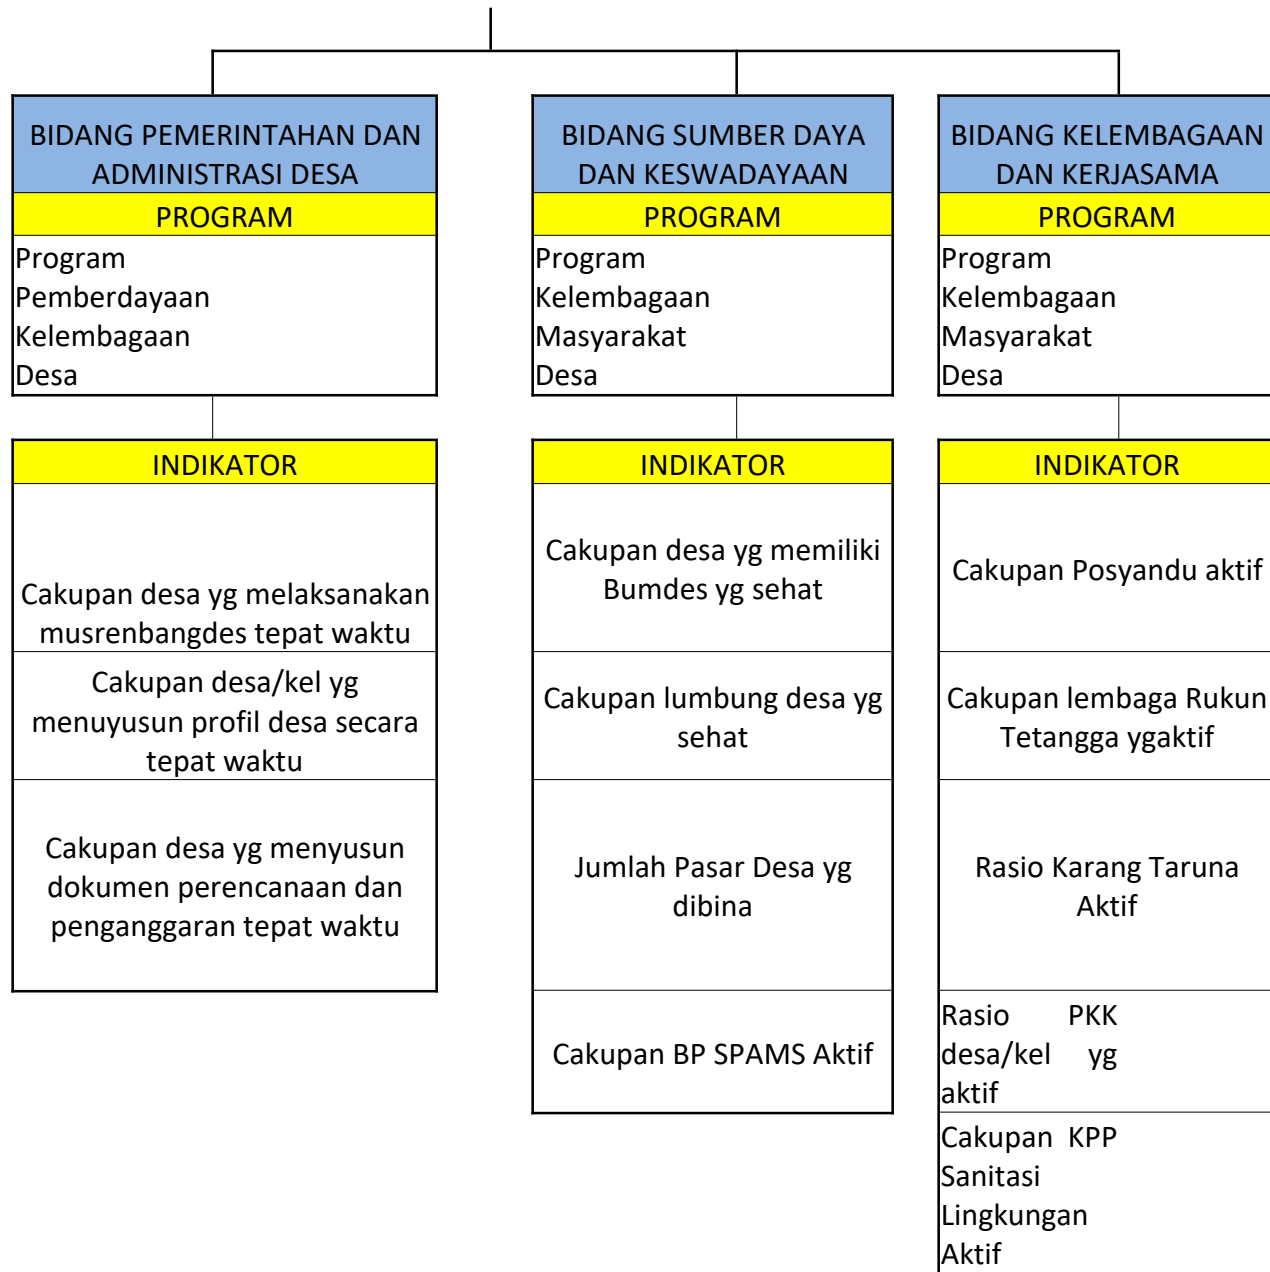 BIDANG PEMERINTAHAN DAN
ADMINISTRASI DESA
PROGRAM
Program
Pemberdayaan
Kelembagaan
Desa
INDIKATOR
Cakupan desa yg melaksanakan
musrenbangdes tepat waktu
Cakupan desa/kel yg
menuyusun profil desa secara
tepat waktu
Cakupan desa yg menyusun
dokumen perencanaan dan
penganggaran tepat waktu
BIDANG SUMBER DAYA
DAN KESWADAYAAN
PROGRAM
Program
Kelembagaan
Masyarakat
Desa
INDIKATOR
Cakupan desa yg memiliki
Bumdes yg sehat
Cakupan lumbung desa yg
sehat
Jumlah Pasar Desa yg
dibina
Cakupan BP SPAMS Aktif
BIDANG KELEMBAGAAN
DAN KERJASAMA
PROGRAM
Program
Kelembagaan
Masyarakat
Desa
INDIKATOR
Cakupan Posyandu aktif
Cakupan lembaga Rukun
Tetangga ygaktif
Rasio Karang Taruna
Aktif
Rasio PKK
desa/kel yg
aktif
Cakupan KPP
Sanitasi
Lingkungan
Aktif